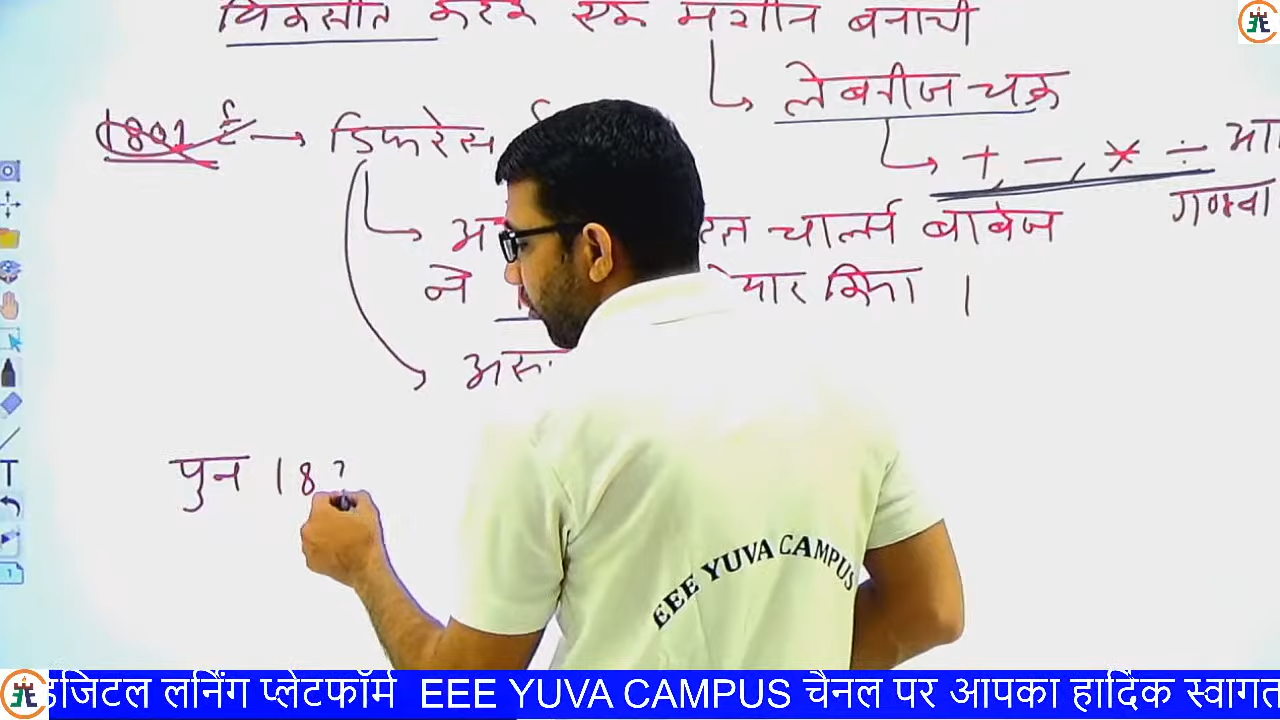 विकसीत करके एक मशीन बनायी
लेबनीज चक्र
1801 ई → डिफरेंस
+, -, * ÷
गणना
चार्ल्स बाबेज
ने तैयार किया ।
पुन 18
EEE YUVA CAMPUS
डिजिटल लर्निंग प्लेटफॉर्म EEE YUVA CAMPUS चैनल पर आपका हार्दिक स्वागत